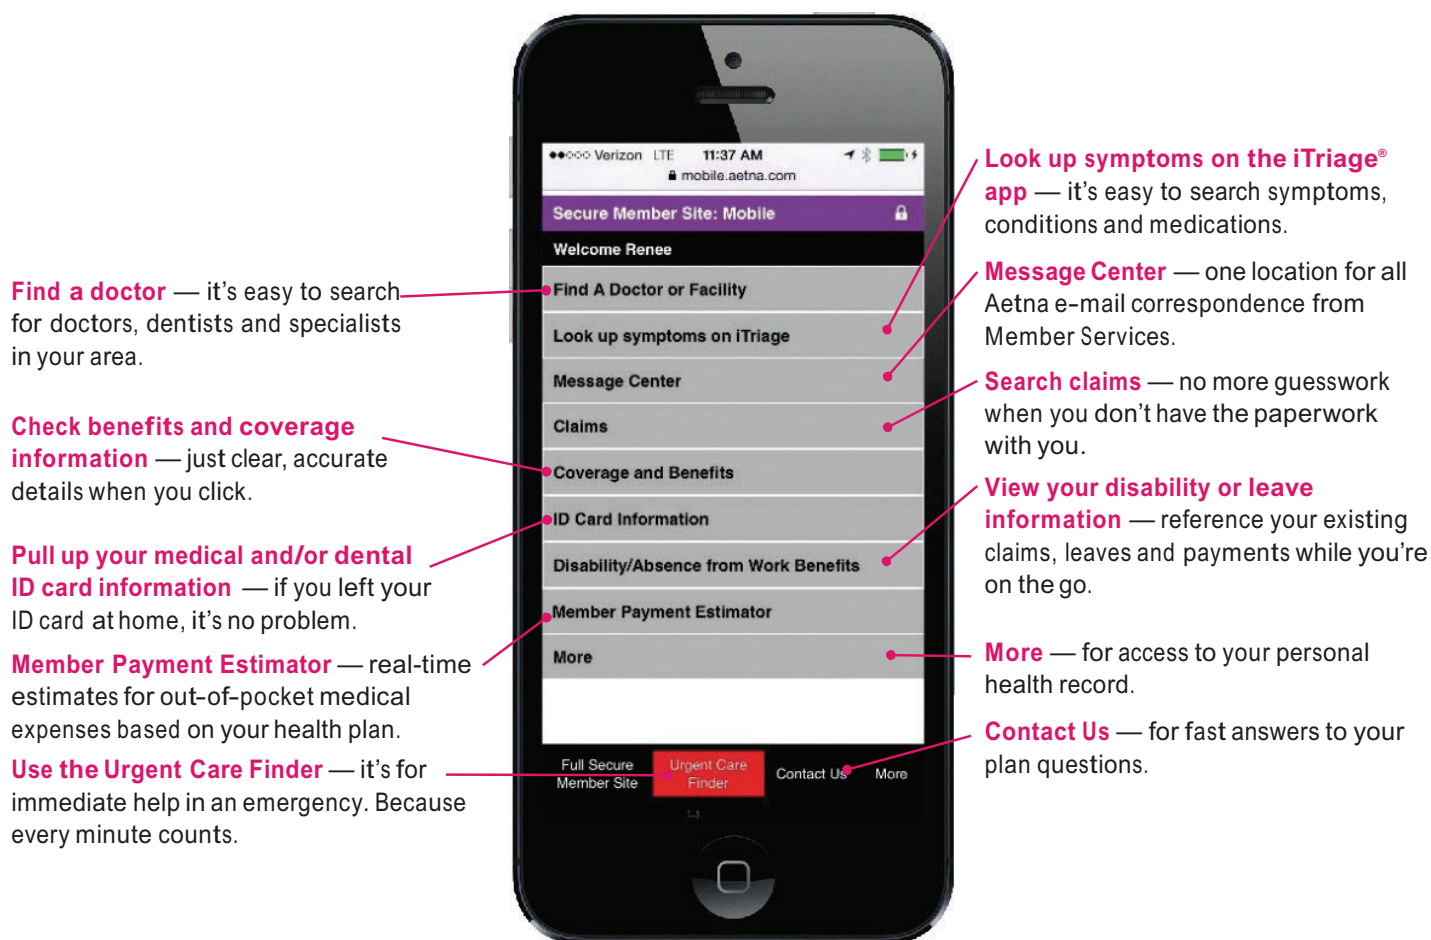 Find a doctor — it's easy to search
for doctors, dentists and specialists
in your area.
Check benefits and coverage
information — just clear, accurate
details when you click.
Pull up your medical and/or dental
ID card information — if you left your
ID card at home, it's no problem.
Member Payment Estimator — real-time
estimates for out-of-pocket medical
expenses based on your health plan.
Use the Urgent Care Finder — it's for
immediate help in an emergency. Because
every minute counts.
Verizon LTE 11:37 AM
mobile.aetna.com
Secure Member Site: Mobile
Welcome Renee
Find A Doctor or Facility
Look up symptoms on iTriage
Message Center
Claims
Coverage and Benefits
ID Card Information
Disability/Absence from Work Benefits
Member Payment Estimator
More
Full Secure
Member Site
Urgent Care
Finder
Contact Us
More
Look up symptoms on the iTriage®
app — it's easy to search symptoms,
conditions and medications.
Message Center — one location for all
Aetna e-mail correspondence from
Member Services.
Search claims — no more guesswork
when you don't have the paperwork
with you.
View your disability or leave
information — reference your existing
claims, leaves and payments while you're
on the go.
More — for access to your personal
health record.
Contact Us — for fast answers to your
plan questions.